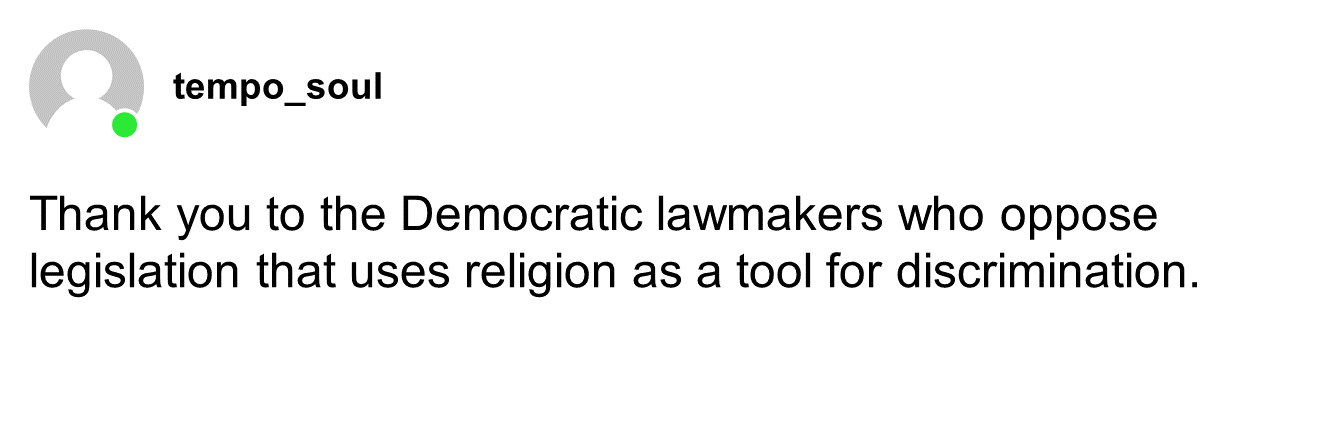 tempo_soul
Thank you to the Democratic lawmakers who oppose
legislation that uses religion as a tool for discrimination.